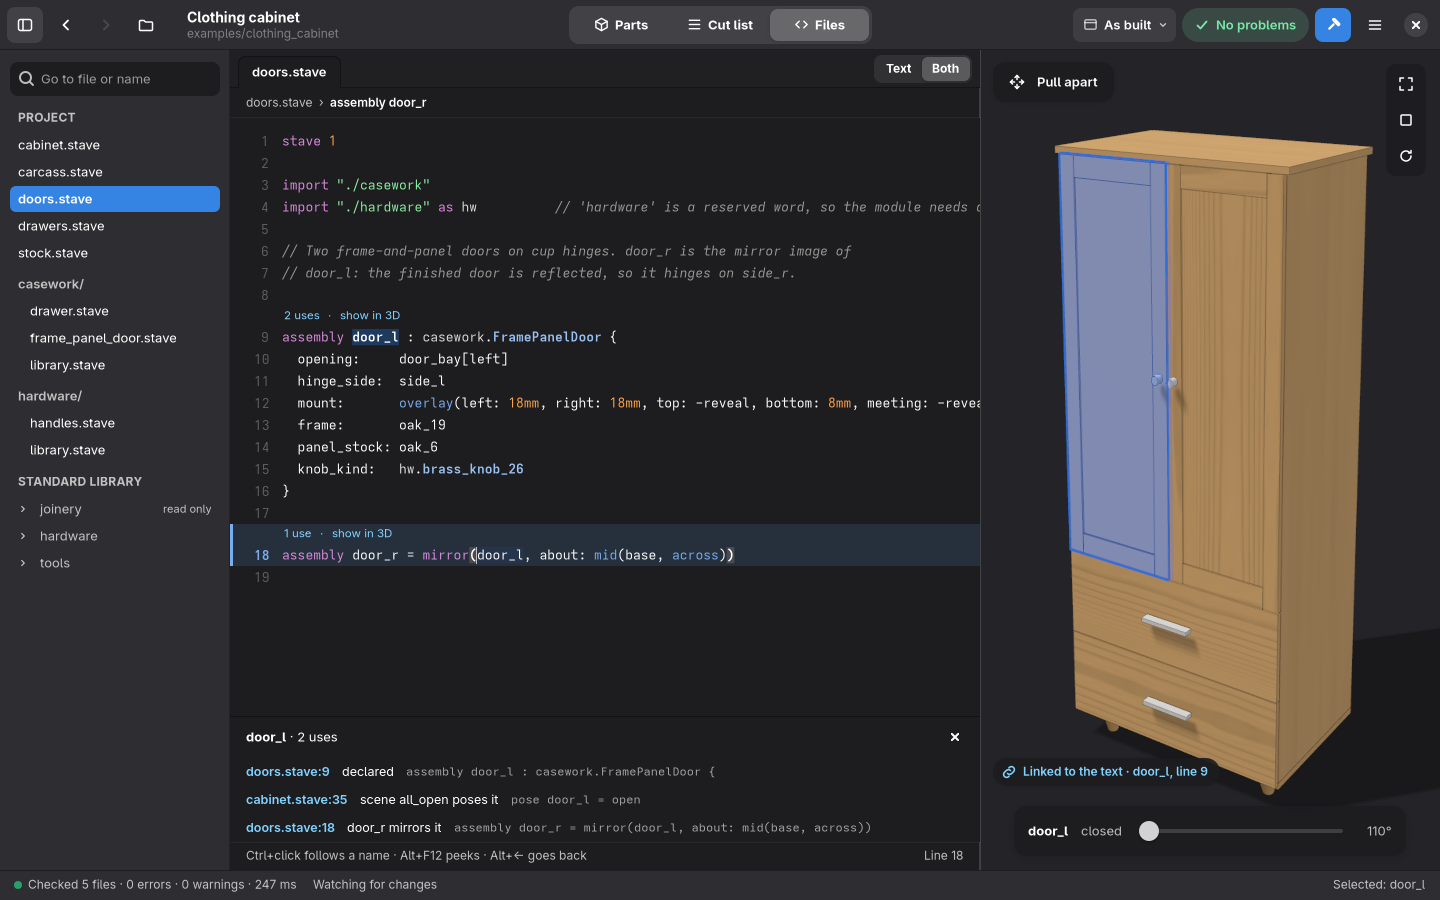 Clothing cabinet
examples/clothing_cabinet
Parts
Cut list
Files
As built
No problems
Go to file or name
PROJECT
cabinet.stave
carcass.stave
doors.stave
drawers.stave
stock.stave
casework/
drawer.stave
frame_panel_door.stave
library.stave
hardware/
handles.stave
library.stave
STANDARD LIBRARY
joinery read only
hardware
tools
doors.stave
Text Both
doors.stave › assembly door_r
1 stave 1
2
3 import "./casework"
4 import "./hardware" as hw // 'hardware' is a reserved word, so the module needs
5
6 // Two frame-and-panel doors on cup hinges. door_r is the mirror image of
7 // door_l: the finished door is reflected, so it hinges on side_r.
8
2 uses · show in 3D
9 assembly door_l : casework.FramePanelDoor {
10 opening: door_bay[left]
11 hinge_side: side_l
12 mount: overlay(left: 18mm, right: 18mm, top: -reveal, bottom: 8mm, meeting: -revea
13 frame: oak_19
14 panel_stock: oak_6
15 knob_kind: hw.brass_knob_26
16 }
17
1 use · show in 3D
18 assembly door_r = mirror(door_l, about: mid(base, across))
19
door_l · 2 uses
doors.stave:9 declared assembly door_l : casework.FramePanelDoor {
cabinet.stave:35 scene all_open poses it pose door_l = open
doors.stave:18 door_r mirrors it assembly door_r = mirror(door_l, about: mid(base, across))
Ctrl+click follows a name · Alt+F12 peeks · Alt+← goes back Line 18
Pull apart
Linked to the text · door_l, line 9
door_l closed 110°
Checked 5 files · 0 errors · 0 warnings · 247 ms Watching for changes
Selected: door_l